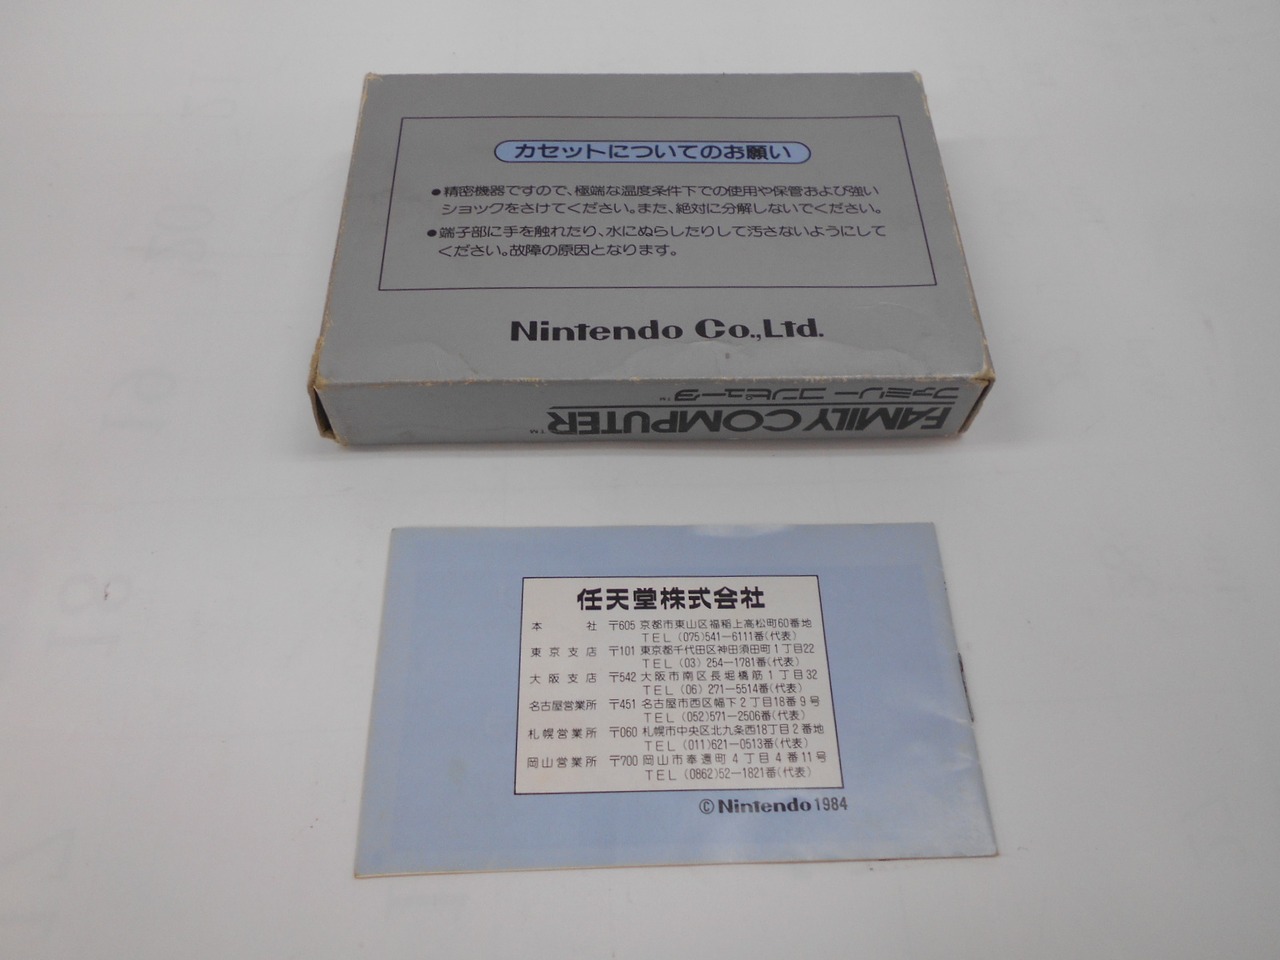 カセットについてのお願い
●精密機器ですので、極端な温度条件下での使用や保管および強い
ショックをさけてください。また、絶対に分解しないでください。
●端子部に手を触れたり、水にぬらしたりして汚さないようにして
ください。故障の原因となります。
Nintendo Co.,Ltd.
ファミリー コンピュータ™
FAMILY COMPUTER™
任天堂株式会社
本 社 〒605 京都市東山区福稲上高松町60番地
TEL (075)541-6111番(代表)
東京支店 〒101 東京都千代田区神田須田町1丁目22
TEL (03) 254-1781番(代表)
大阪支店 〒542 大阪市南区長堀橋筋1丁目32
TEL (06) 271-5514番(代表)
名古屋営業所 〒451 名古屋市西区幅下2丁目18番9号
TEL (052)571-2506番(代表)
札幌営業所 〒060 札幌市中央区北九条西18丁目2番地
TEL (011)621-0513番(代表)
岡山営業所 〒700 岡山市奉還町4丁目4番11号
TEL (0862)52-1821番(代表)
©Nintendo 1984